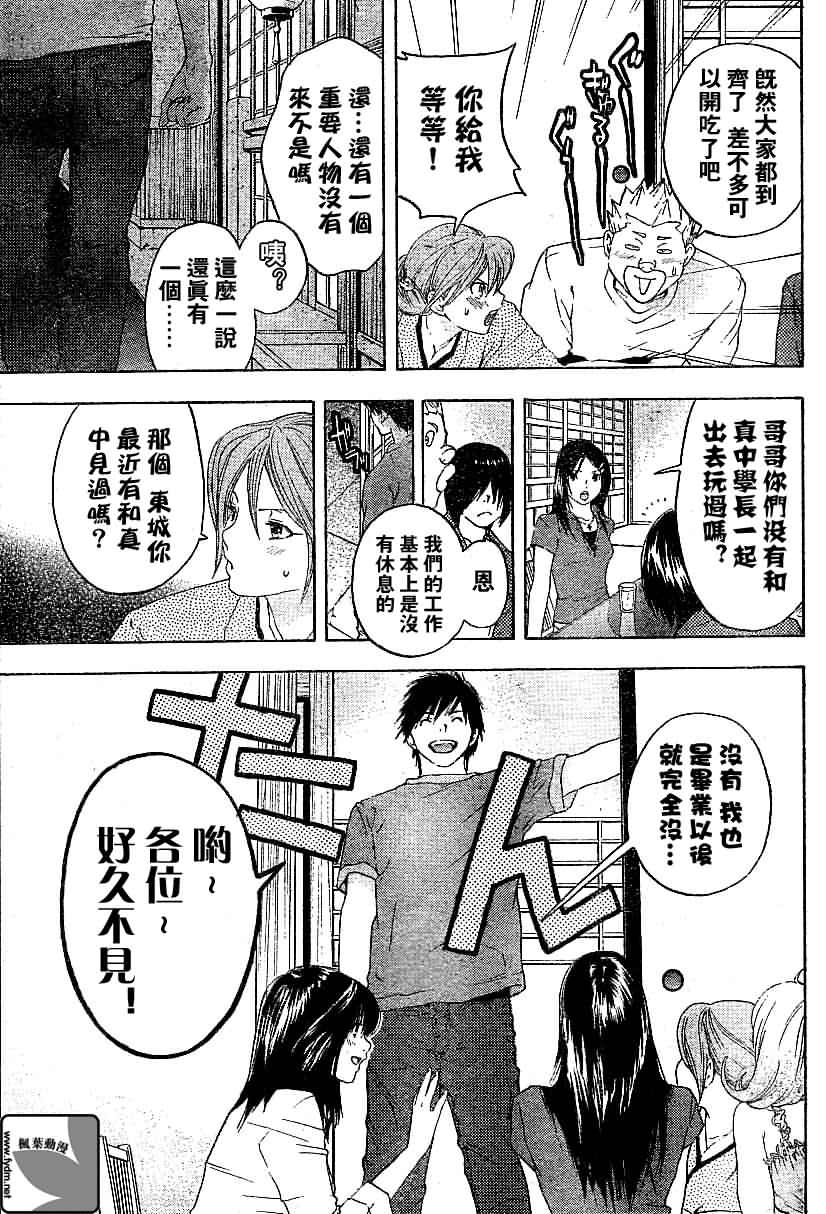 既然大家都到
齊了 差不多可
以開吃了吧
ぎゅるる
你給我
等等！
還…還有一個
重要人物沒有
來不是嗎
咦？
這麼一說
還真有
一個……
哥哥你們沒有和
真中學長一起
出去玩過嗎？
恩
我們的工作
基本上是沒
有休息的
那個 東城你
最近有和真
中見過嗎？
沒有 我也
是畢業以後
就完全沒…
喲~
各位~
好久不見！
楓葉動漫
www.fydm.net